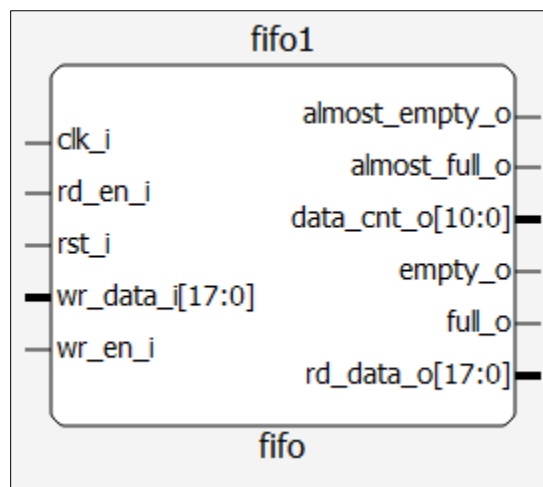 fifo1
clk_i
rd_en_i
rst_i
wr_data_i[17:0]
wr_en_i
almost_empty_o
almost_full_o
data_cnt_o[10:0]
empty_o
full_o
rd_data_o[17:0]
fifo